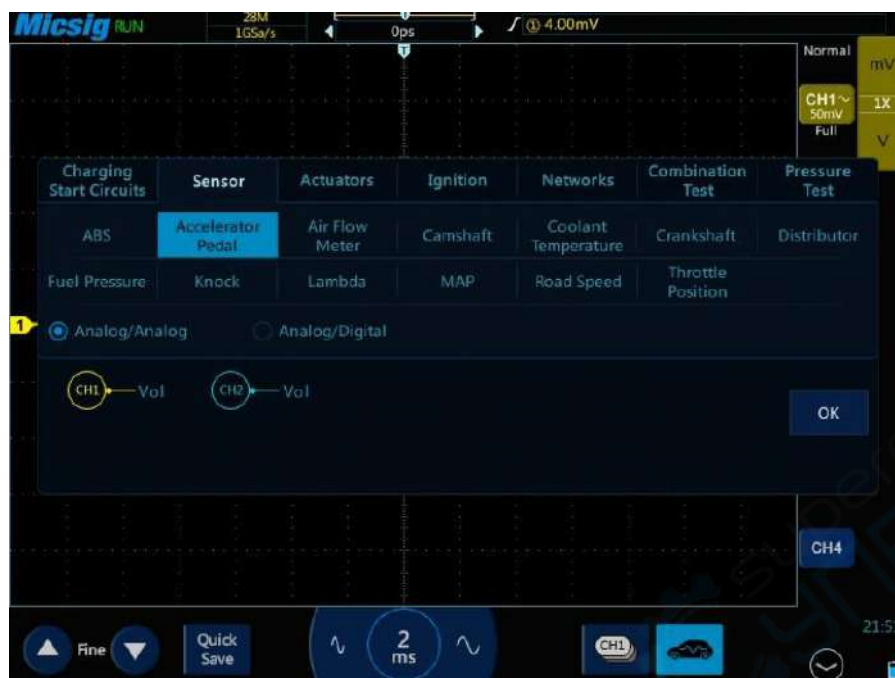 Micsig RUN
28M
1GSa/s
0ps
① 4.00mV
T
Normal
mV
CH1~
50mV
1X
Full
V
Charging
Start Circuits
Sensor
Actuators
Ignition
Networks
Combination
Test
Pressure
Test
ABS
Accelerator
Pedal
Air Flow
Meter
Camshaft
Coolant
Temperature
Crankshaft
Distributor
Fuel Pressure
Knock
Lambda
MAP
Road Speed
Throttle
Position
1
Analog/Analog
Analog/Digital
CH1
Vol
CH2
Vol
OK
CH4
Fine
Quick
Save
2
ms
CH1